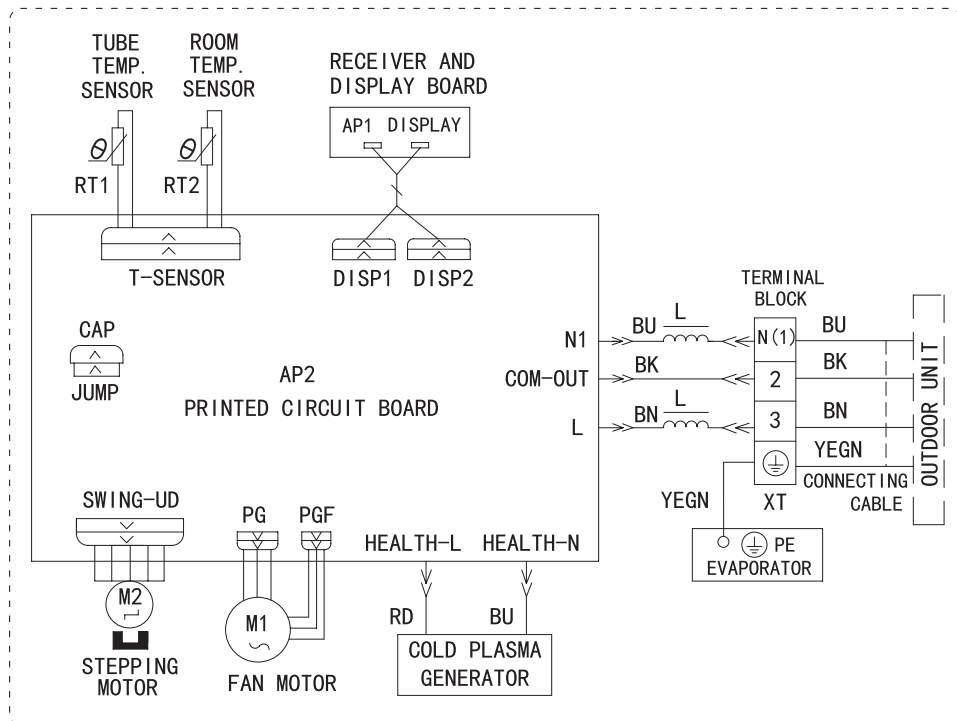 TUBE
TEMP.
SENSOR
ROOM
TEMP.
SENSOR
RECEIVER AND
DISPLAY BOARD
AP1 DISPLAY
θ
RT1
θ
RT2
T-SENSOR
DISP1
DISP2
CAP
JUMP
AP2
PRINTED CIRCUIT BOARD
N1
COM-OUT
L
BU
L
BK
BN
L
TERMINAL
BLOCK
N(1)
2
3
XT
BU
BK
BN
YEGN
CONNECTING
CABLE
OUTDOOR UNIT
YEGN
PE
EVAPORATOR
SWING-UD
M2
STEPPING
MOTOR
PG
PGF
M1
FAN MOTOR
HEALTH-L
HEALTH-N
RD
BU
COLD PLASMA
GENERATOR